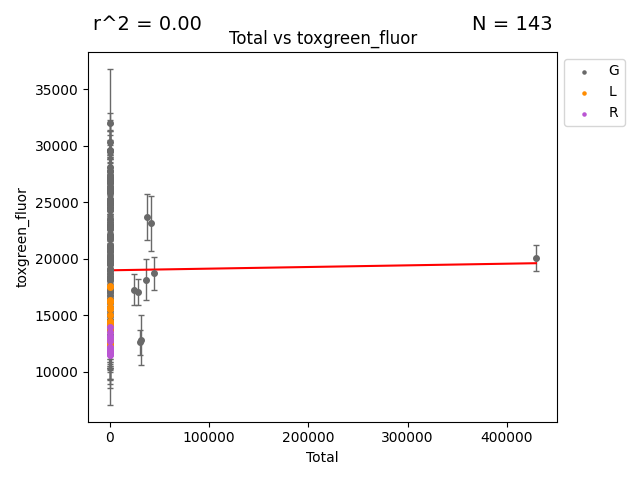 r^2 = 0.00
N = 143
Total vs toxgreen_fluor
G
L
R
35000
30000
25000
20000
15000
10000
toxgreen_fluor
0 100000 200000 300000 400000
Total